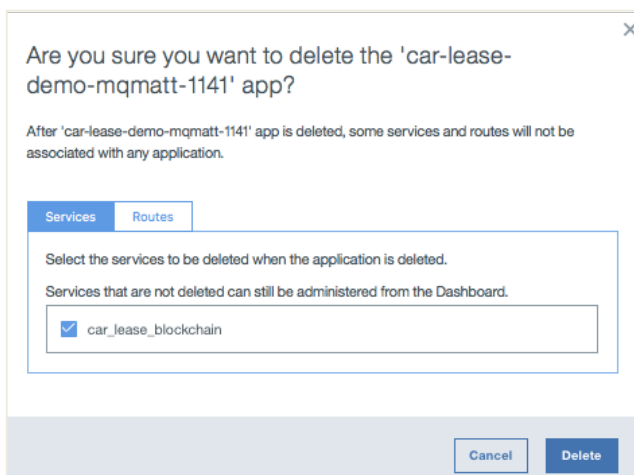 Are you sure you want to delete the 'car-lease-
demo-mqmatt-1141' app?
After 'car-lease-demo-mqmatt-1141' app is deleted, some services and routes will not be
associated with any application.
Services Routes
Select the services to be deleted when the application is deleted.
Services that are not deleted can still be administered from the Dashboard.
car_lease_blockchain
Cancel Delete